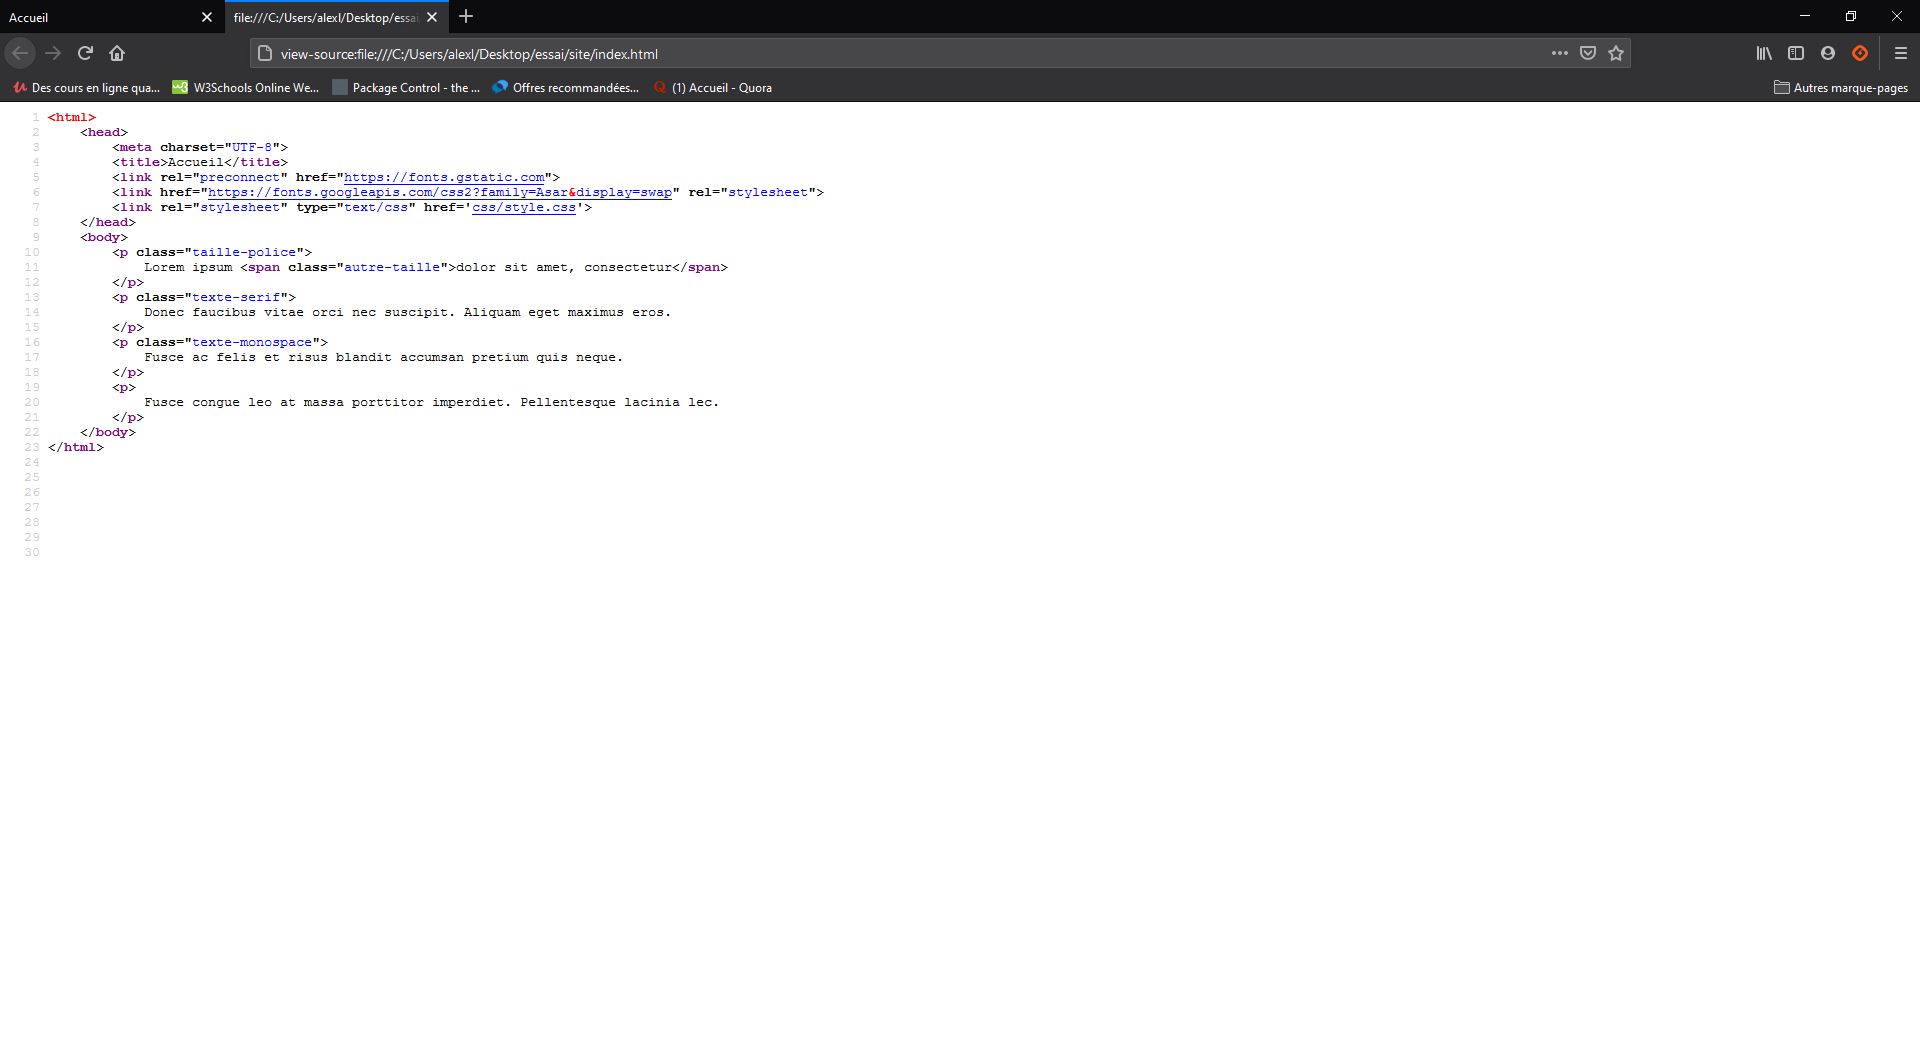 Accueil
file:///C:/Users/alexl/Desktop/essai
view-source:file:///C:/Users/alexl/Desktop/essai/site/index.html
Des cours en ligne qua...
W3Schools Online We...
Package Control - the ...
Offres recommandées...
(1) Accueil - Quora
Autres marque-pages
1 <html>
2 <head>
3 <meta charset="UTF-8">
4 <title>Accueil</title>
5 <link rel="preconnect" href="https://fonts.gstatic.com">
6 <link href="https://fonts.googleapis.com/css2?family=Asar&display=swap" rel="stylesheet">
7 <link rel="stylesheet" type="text/css" href='css/style.css'>
8 </head>
9 <body>
10 <p class="taille-police">
11 Lorem ipsum <span class="autre-taille">dolor sit amet, consectetur</span>
12 </p>
13 <p class="texte-serif">
14 Donec faucibus vitae orci nec suscipit. Aliquam eget maximus eros.
15 </p>
16 <p class="texte-monospace">
17 Fusce ac felis et risus blandit accumsan pretium quis neque.
18 </p>
19 <p>
20 Fusce congue leo at massa porttitor imperdiet. Pellentesque lacinia lec.
21 </p>
22 </body>
23 </html>
24
25
26
27
28
29
30